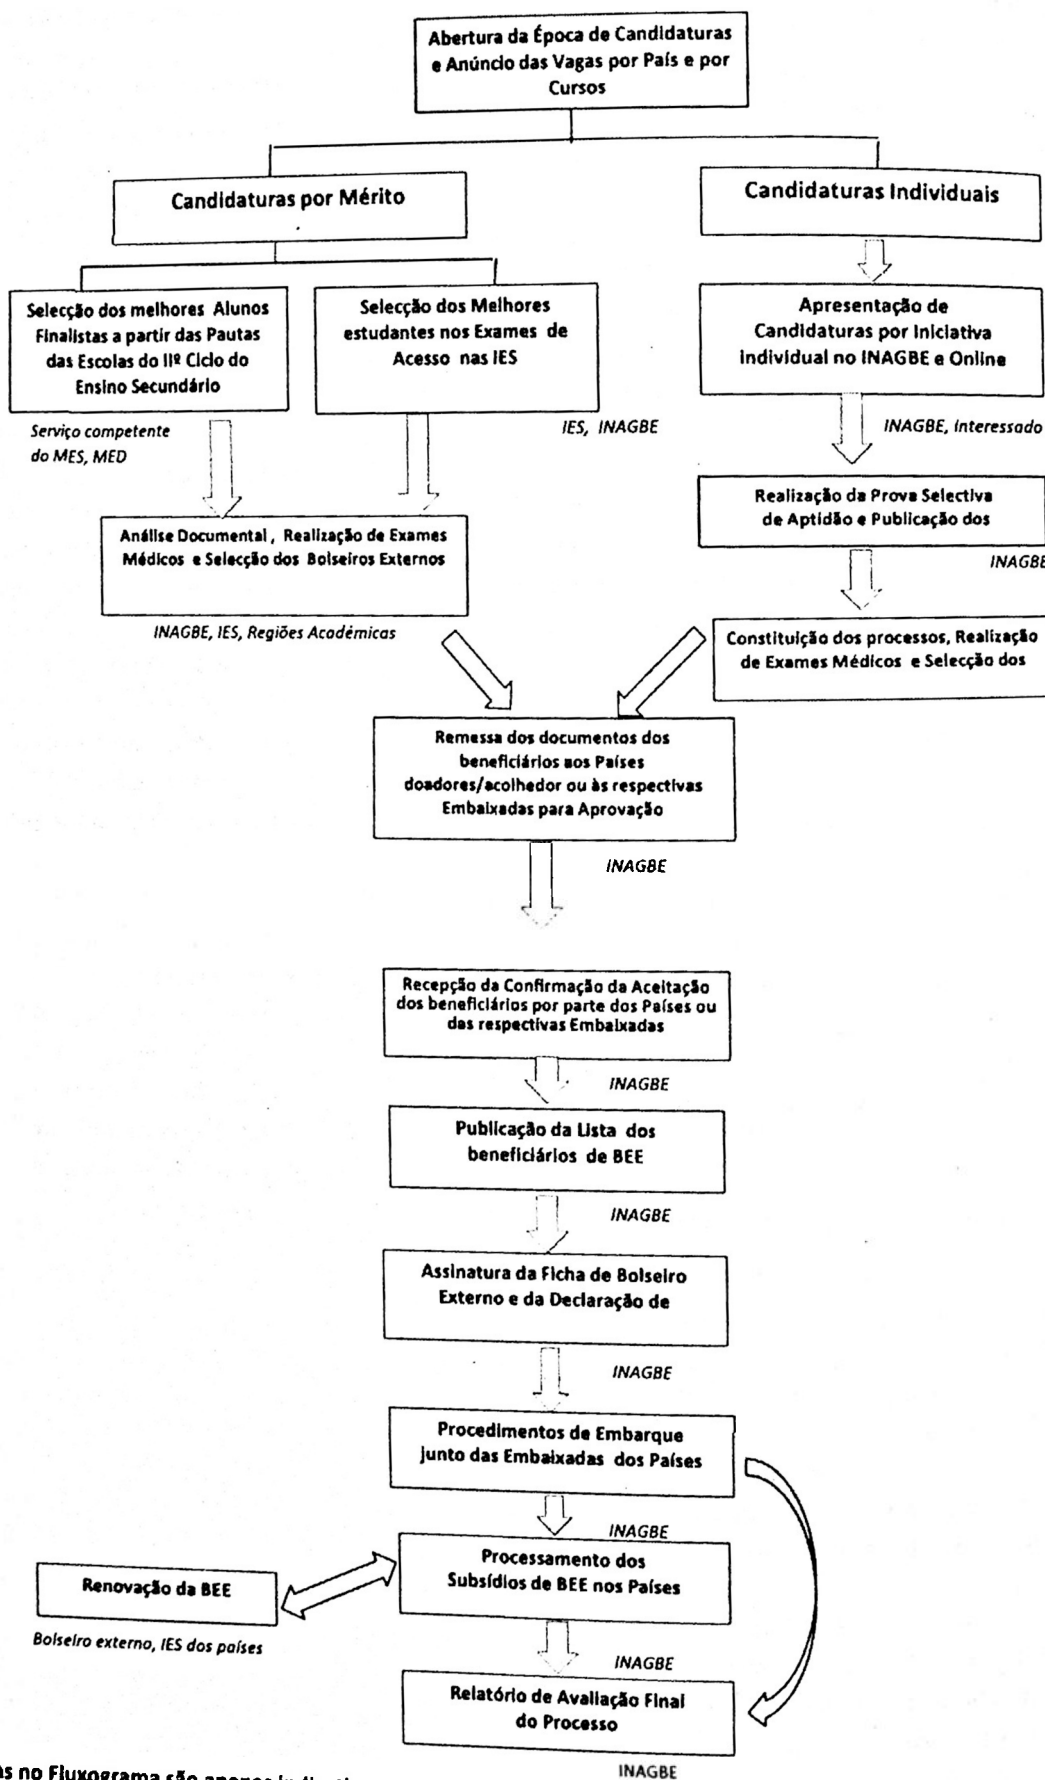 Abertura da Época de Candidaturas
e Anúncio das Vagas por País e por
Cursos
Candidaturas por Mérito
Candidaturas Individuais
Selecção dos melhores Alunos
Finalistas a partir das Pautas
das Escolas do IIº Ciclo do
Ensino Secundário
Selecção dos Melhores
estudantes nos Exames de
Acesso nas IES
Apresentação de
Candidaturas por Iniciativa
individual no INAGBE e Online
Serviço competente
do MES, MED
IES, INAGBE
INAGBE, Interessado
Análise Documental , Realização de Exames
Médicos e Selecção dos Bolseiros Externos
Realização da Prova Selectiva
de Aptidão e Publicação dos
INAGBE
INAGBE, IES, Regiões Académicas
Constituição dos processos, Realização
de Exames Médicos e Selecção dos
Remessa dos documentos dos
beneficiários aos Países
doadores/acolhedor ou às respectivas
Embaixadas para Aprovação
INAGBE
Recepção da Confirmação da Aceitação
dos beneficiários por parte dos Países ou
das respectivas Embaixadas
INAGBE
Publicação da Lista dos
beneficiários de BEE
INAGBE
Assinatura da Ficha de Bolseiro
Externo e da Declaração de
INAGBE
Procedimentos de Embarque
junto das Embaixadas dos Países
INAGBE
Processamento dos
Subsídios de BEE nos Países
Renovação da BEE
Bolseiro externo, IES dos países
INAGBE
Relatório de Avaliação Final
do Processo
INAGBE
no Fluxograma são apenas